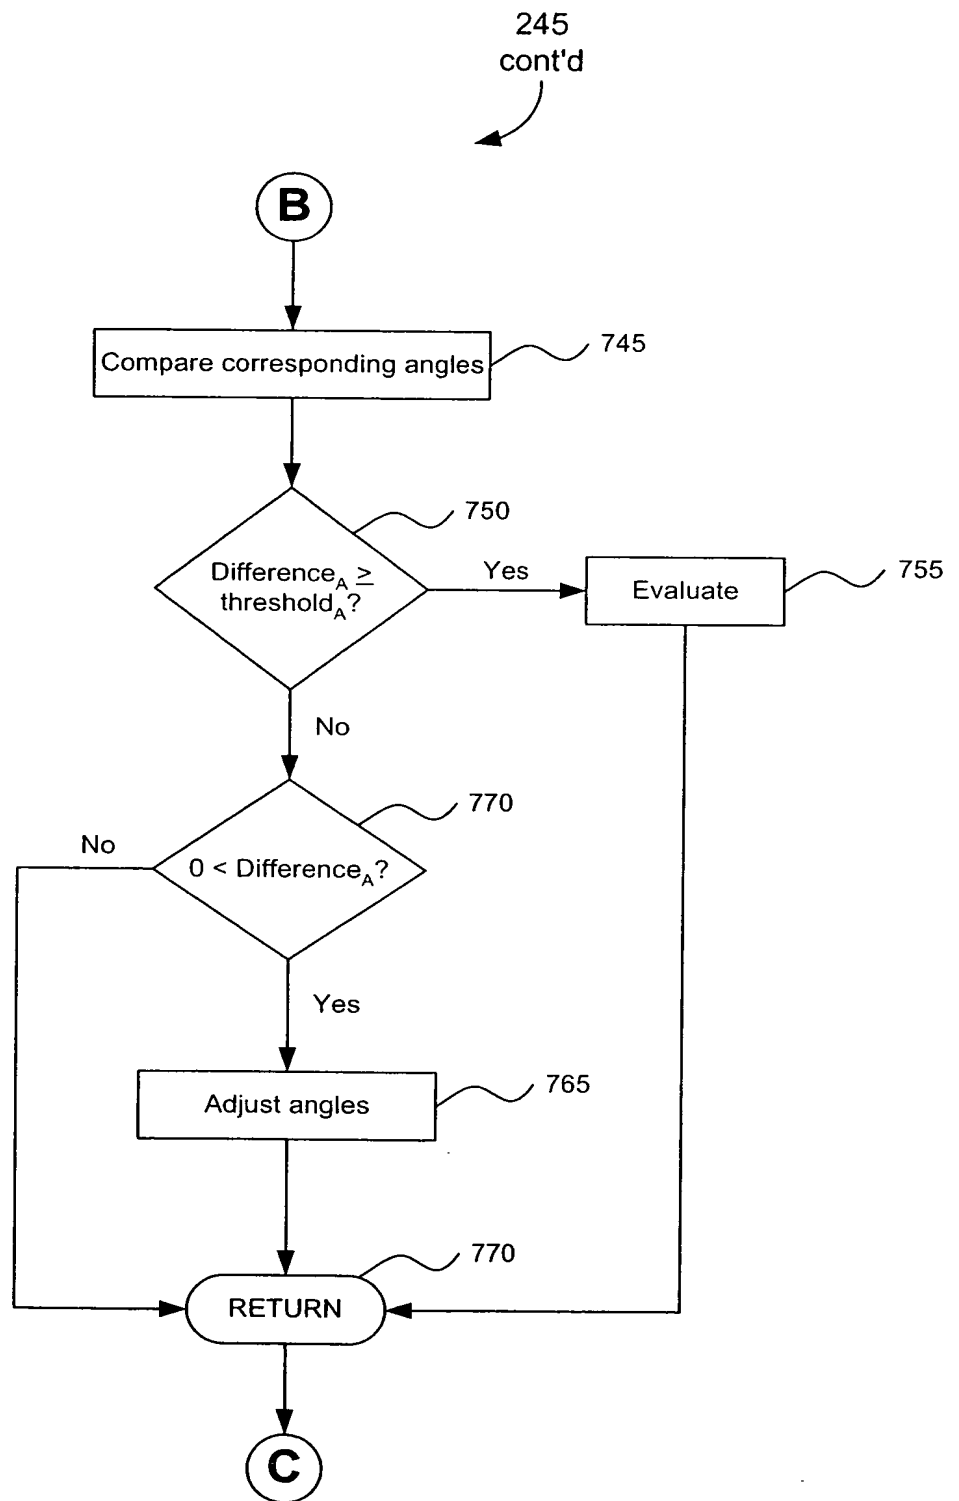 245
cont'd
B
Compare corresponding angles
745
750
Difference_A ≥
threshold_A?
Yes
Evaluate
755
No
770
No
0 < Difference_A?
Yes
Adjust angles
765
770
RETURN
C